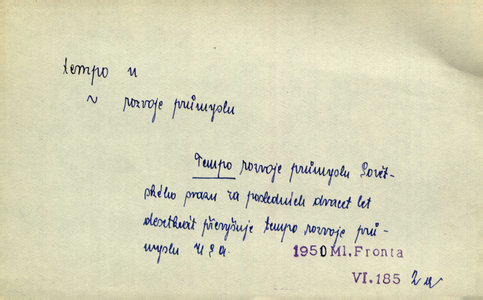 tempo n
~ rozvoje průmyslu
Tempo rozvoje průmyslu Sovět-
ského svazu za posledních dvacet let
desetkrát převyšuje tempo rozvoje prů-
myslu USA.
1950 Ml. Fronta
VI.185